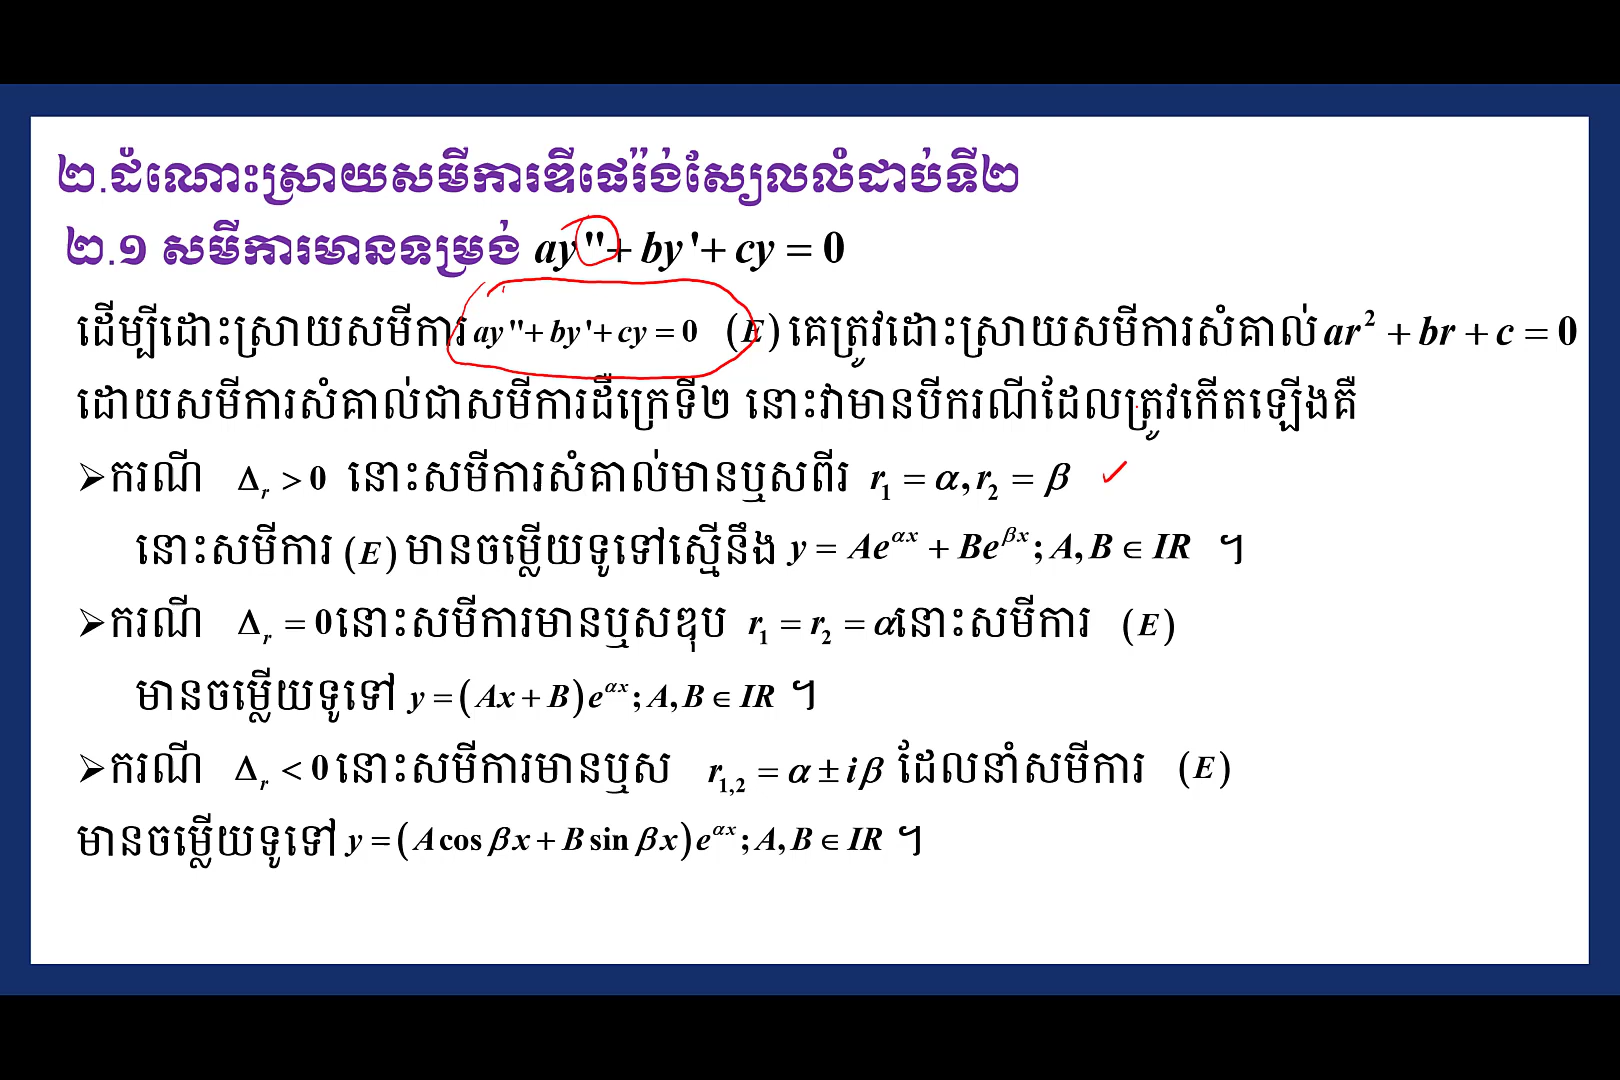 ២.ដំណោះស្រាយសមីការឌីផេរ៉ង់ស្យែលលំដាប់ទី២
២.១ សមីការមានទម្រង់ ay''+ by'+ cy = 0
ដើម្បីដោះស្រាយសមីការ ay''+ by'+ cy = 0 (E) គេត្រូវដោះស្រាយសមីការសំគាល់ ar² + br + c = 0
ដោយសមីការសំគាល់ជាសមីការដឺក្រេទី២ នោះវាមានបីករណីដែលត្រូវកើតឡើងគឺ
➢ករណី Δᵣ > 0 នោះសមីការសំគាល់មានឬសពីរ r₁ = α, r₂ = β ✓
នោះសមីការ (E) មានចម្លើយទូទៅស្មើនឹង y = Ae^{αx} + Be^{βx}; A, B ∈ IR ។
➢ករណី Δᵣ = 0 នោះសមីការមានឬសឌុប r₁ = r₂ = α នោះសមីការ (E)
មានចម្លើយទូទៅ y = (Ax + B)e^{αx}; A, B ∈ IR ។
➢ករណី Δᵣ < 0 នោះសមីការមានឬស r₁,₂ = α ± iβ ដែលនាំសមីការ (E)
មានចម្លើយទូទៅ y = (A cos βx + B sin βx)e^{αx}; A, B ∈ IR ។